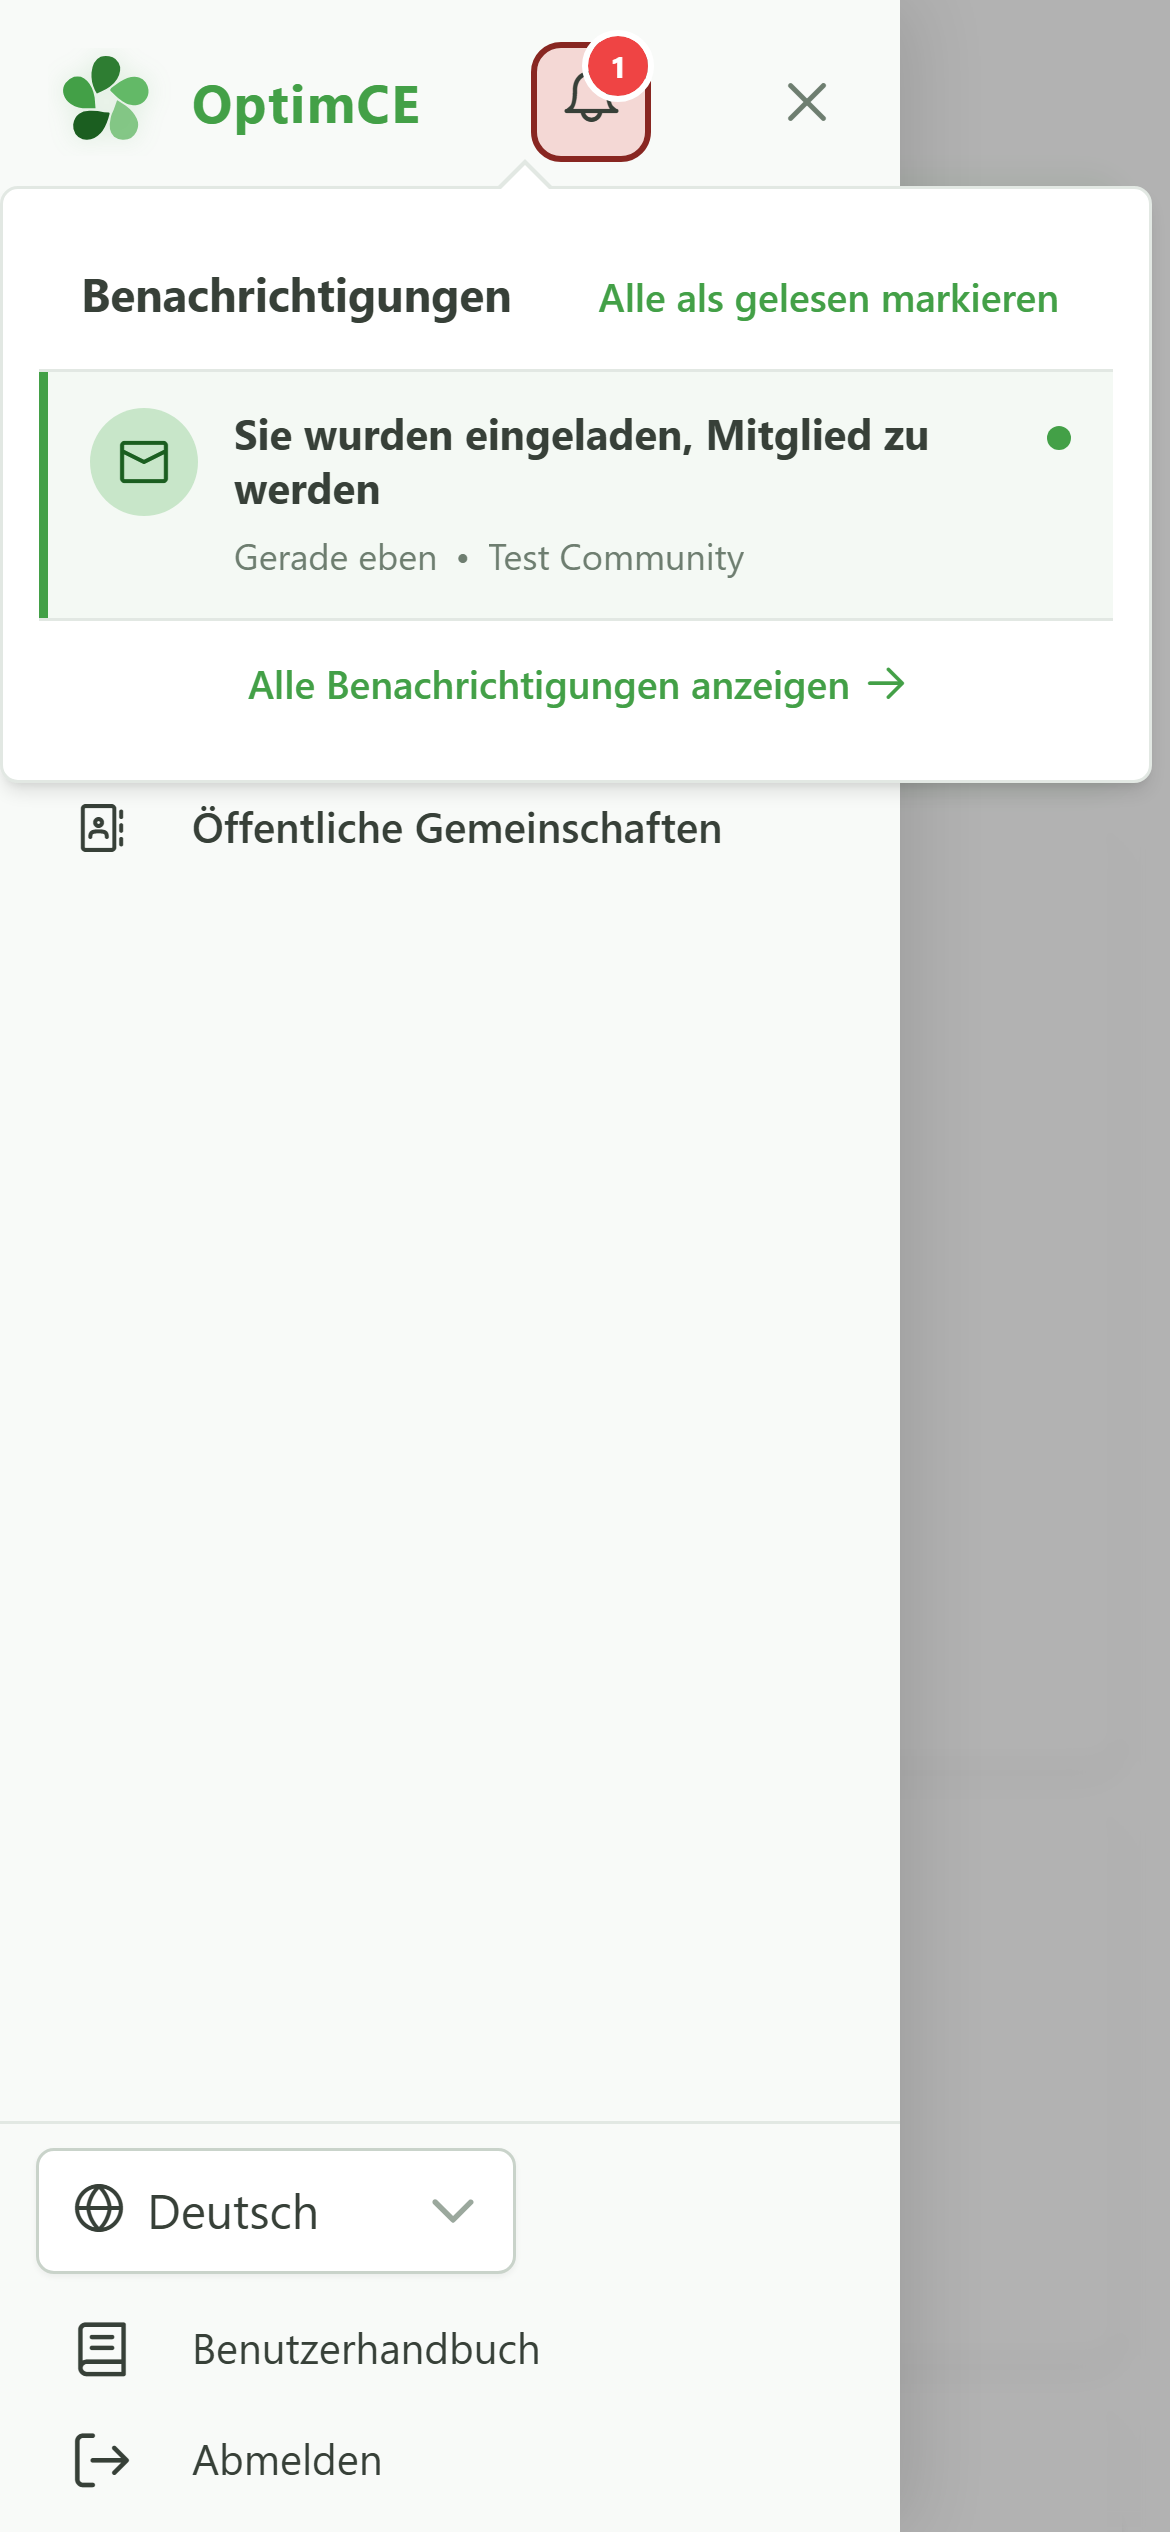 OptimCE
1
Benachrichtigungen
Alle als gelesen markieren
Sie wurden eingeladen, Mitglied zu
werden
Gerade eben • Test Community
Alle Benachrichtigungen anzeigen →
Öffentliche Gemeinschaften
Deutsch
Benutzerhandbuch
Abmelden